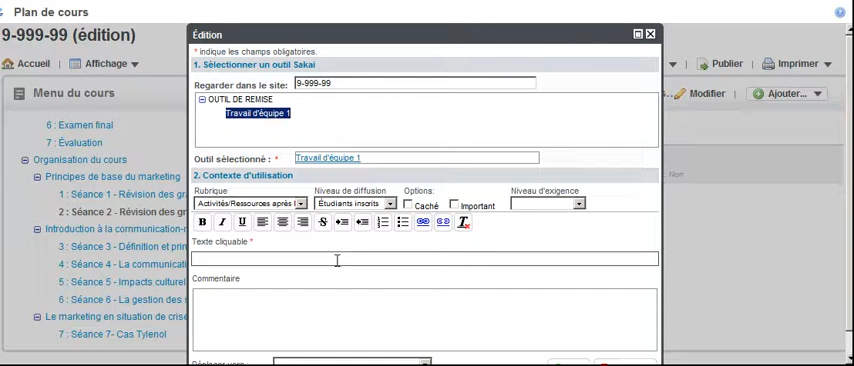 Plan de cours
9-999-99 (édition)
Accueil | Affichage
Publier | Imprimer
Menu du cours
Modifier
Ajouter...
6 : Examen final
7 : Évaluation
Organisation du cours
Principes de base du marketing
1 : Séance 1 - Révision des gr
2 : Séance 2 - Révision des gr
Introduction à la communication-
3 : Séance 3 - Définition et prin
4 : Séance 4 - La communicati
5 : Séance 5 - Impacts culturel
6 : Séance 6 - La gestion des
Le marketing en situation de crise
7 : Séance 7- Cas Tylenol
Non
Édition
* indique les champs obligatoires.
1. Sélectionner un outil Sakai
Regarder dans le site: 9-999-99
OUTIL DE REMISE
Travail d'équipe 1
Outil sélectionné : * Travail d'équipe 1
2. Contexte d'utilisation
Rubrique Niveau de diffusion Options: Niveau d'exigence
Activités/Ressources après l Étudiants inscrits Caché Important
B I U S T
Texte cliquable *
Commentaire